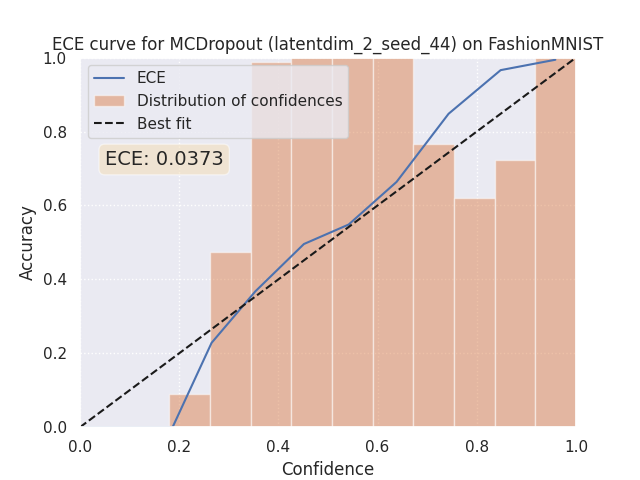 ECE curve for MCDropout (latentdim_2_seed_44) on FashionMNIST
ECE
Distribution of confidences
Best fit
ECE: 0.0373
Accuracy
1.0
0.8
0.6
0.4
0.2
0.0
0.0 0.2 0.4 0.6 0.8 1.0
Confidence